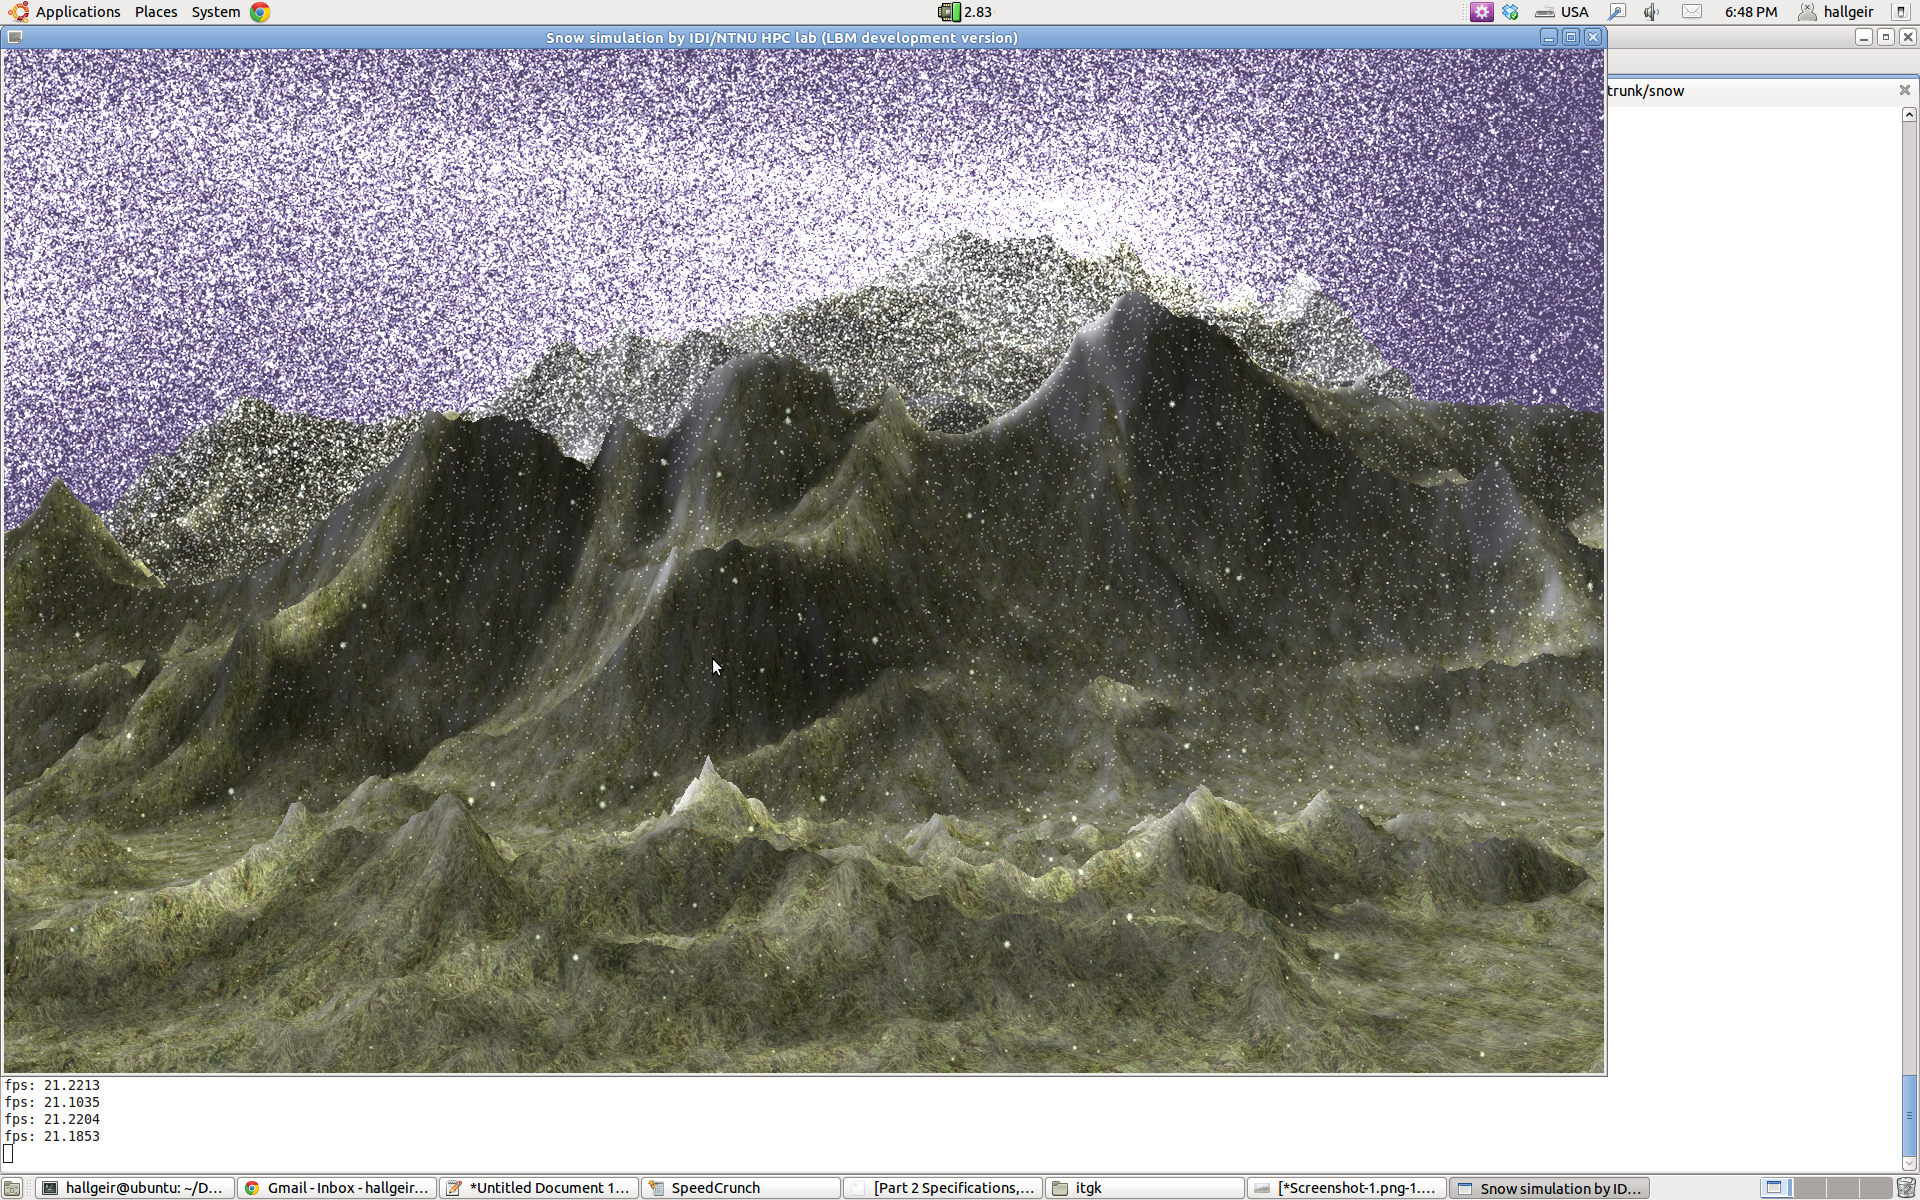 Applications Places System 2.83 USA 6:48 PM hallgeir
Snow simulation by IDI/NTNU HPC lab (LBM development version)
trunk/snow
fps: 21.2213
fps: 21.1035
fps: 21.2204
fps: 21.1853
hallgeir@ubuntu: ~/D... Gmail - Inbox - hallgeir... *Untitled Document 1... SpeedCrunch [Part 2 Specifications,... itgk [*Screenshot-1.png-1.... Snow simulation by ID...